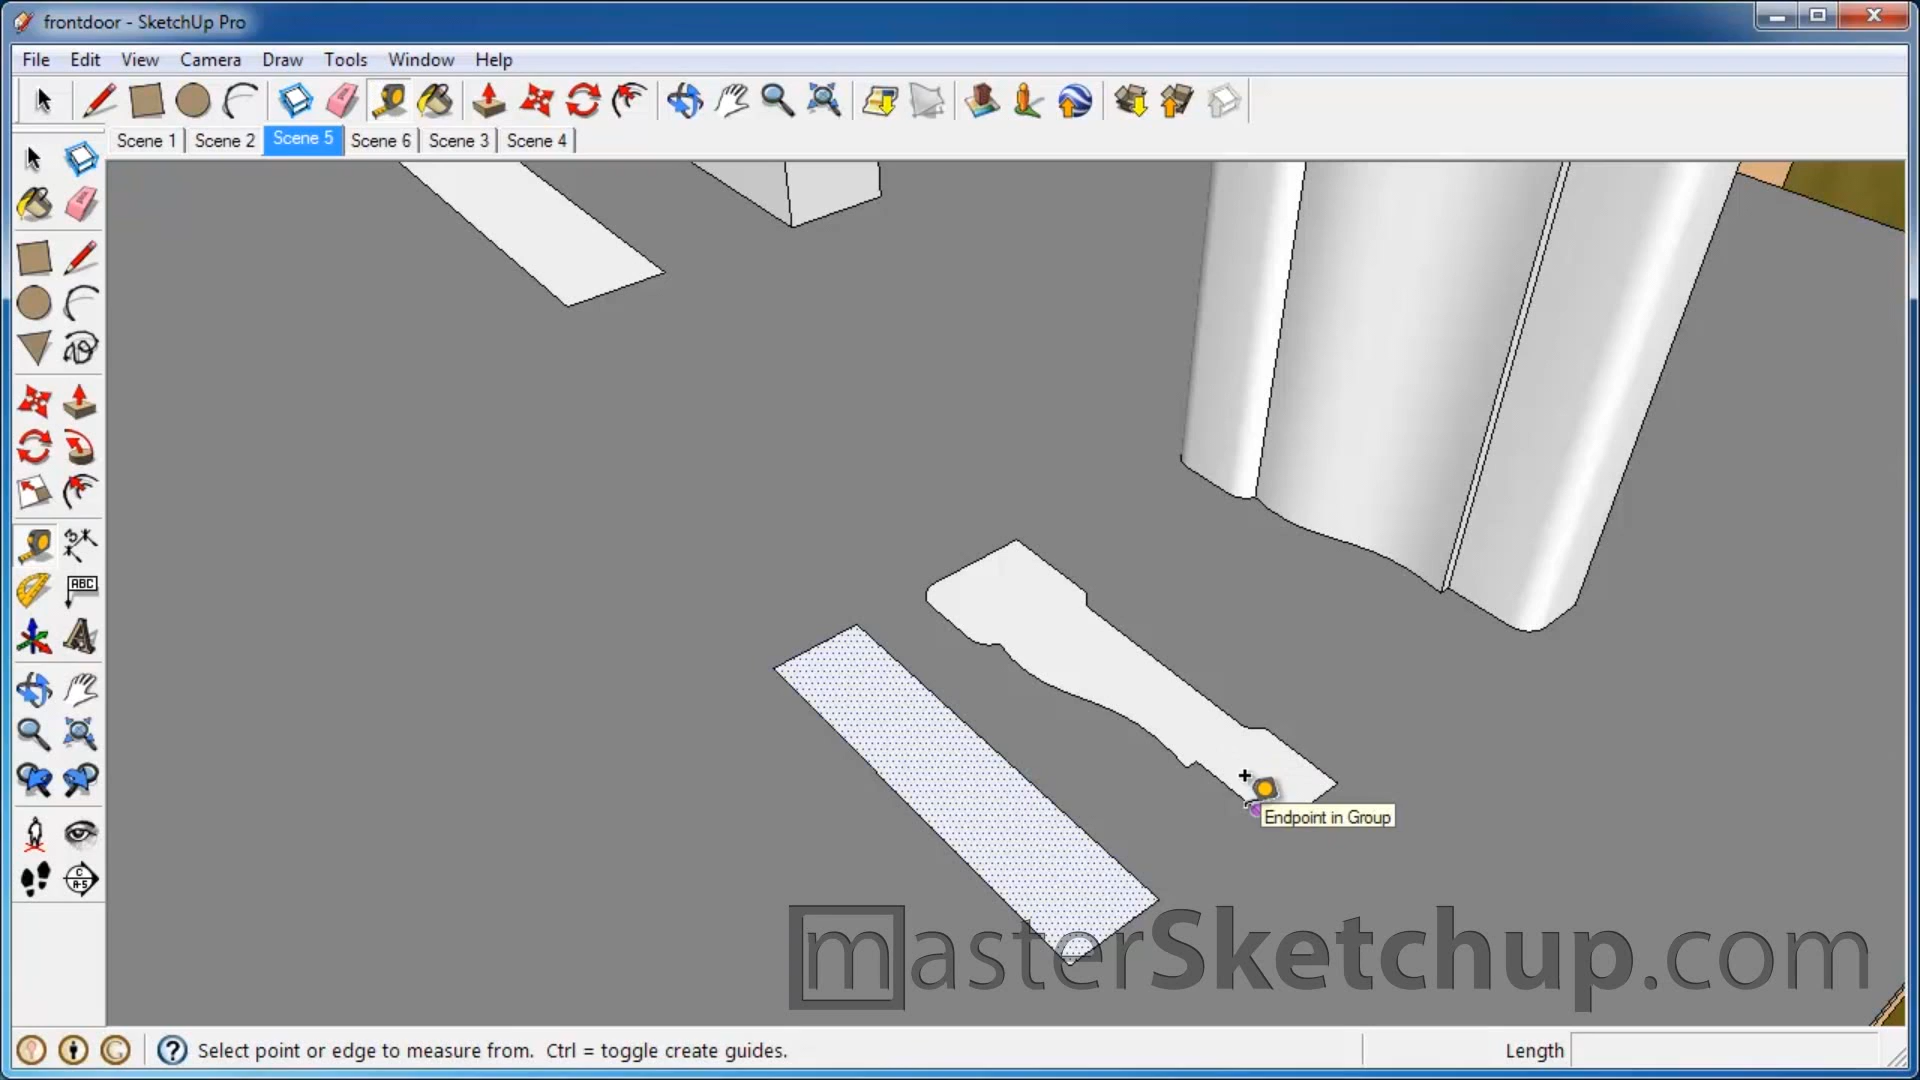 frontdoor - SketchUp Pro
File Edit View Camera Draw Tools Window Help
Scene 1 Scene 2 Scene 5 Scene 6 Scene 3 Scene 4
ABC
A
C
A-5
Endpoint in Group
masterSketchup.com
Select point or edge to measure from. Ctrl = toggle create guides.
Length